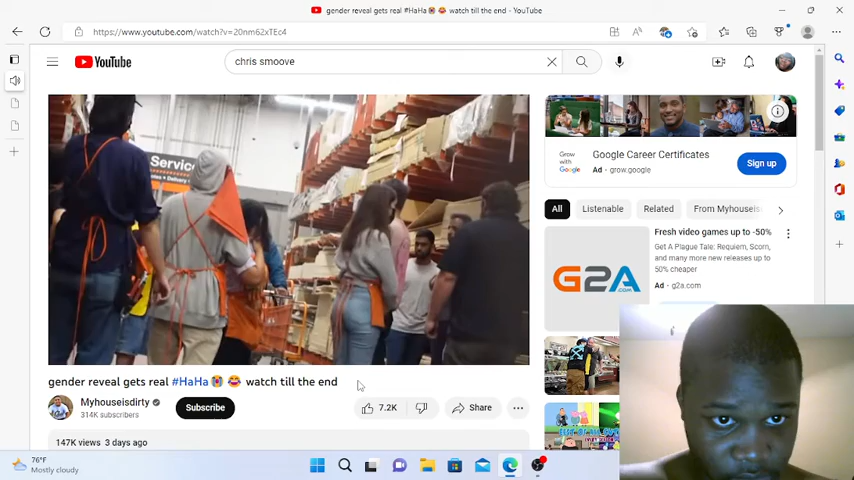 gender reveal gets real #HaHa😭 😂 watch till the end - YouTube
https://www.youtube.com/watch?v=20nm62xTEc4
YouTube
chris smoove
Service
Google Career Certificates
Ad · grow.google
Sign up
Grow with Google
All
Listenable
Related
From Myhouseis
Fresh video games up to -50%
Get A Plague Tale: Requiem, Scorn, and many more new releases up to 50% cheaper
Ad · g2a.com
G2A
.COM
gender reveal gets real #HaHa😭 😂 watch till the end
Myhouseisdirty
314K subscribers
Subscribe
7.2K
Share
147K views 3 days ago
76°F
Mostly cloudy